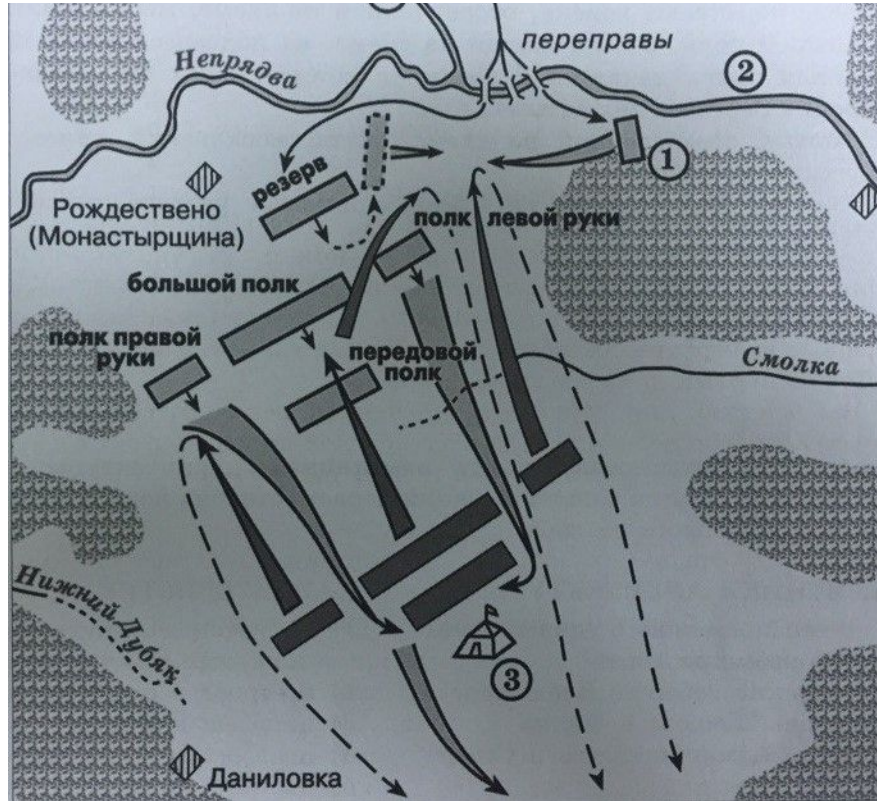 переправы
Непрядва
2
1
резерв
Рождествено
(Монастырщина)
полк левой руки
большой полк
полк правой
руки
передовой
полк
Смолка
Нижний Дубяк
3
Даниловка